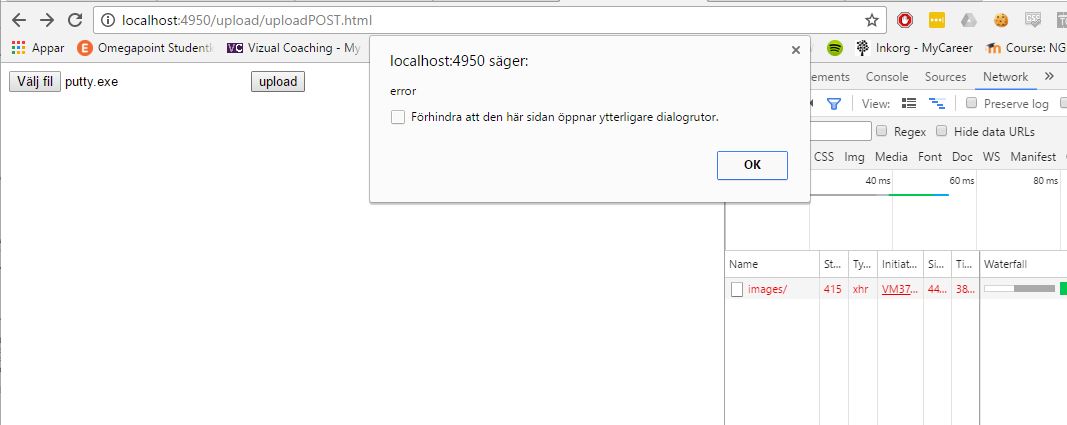 localhost:4950/upload/uploadPOST.html
Appar Omegapoint Studentk VC Vizual Coaching - My Inkorg - MyCareer Course: NG
Välj fil putty.exe upload
localhost:4950 säger:
error
Förhindra att den här sidan öppnar ytterligare dialogrutor.
OK
ements Console Sources Network
View: Preserve log
Regex Hide data URLs
CSS Img Media Font Doc WS Manifest
40 ms 60 ms 80 ms
Name St... Ty... Initiat... Si... Ti... Waterfall
images/ 415 xhr VM37... 44... 38...